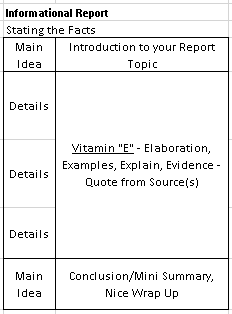 Informational Report
Stating the Facts
Main
Idea
Introduction to your Report
Topic
Details
Details
Details
Vitamin "E" - Elaboration,
Examples, Explain, Evidence -
Quote from Source(s)
Main
Idea
Conclusion/Mini Summary,
Nice Wrap Up